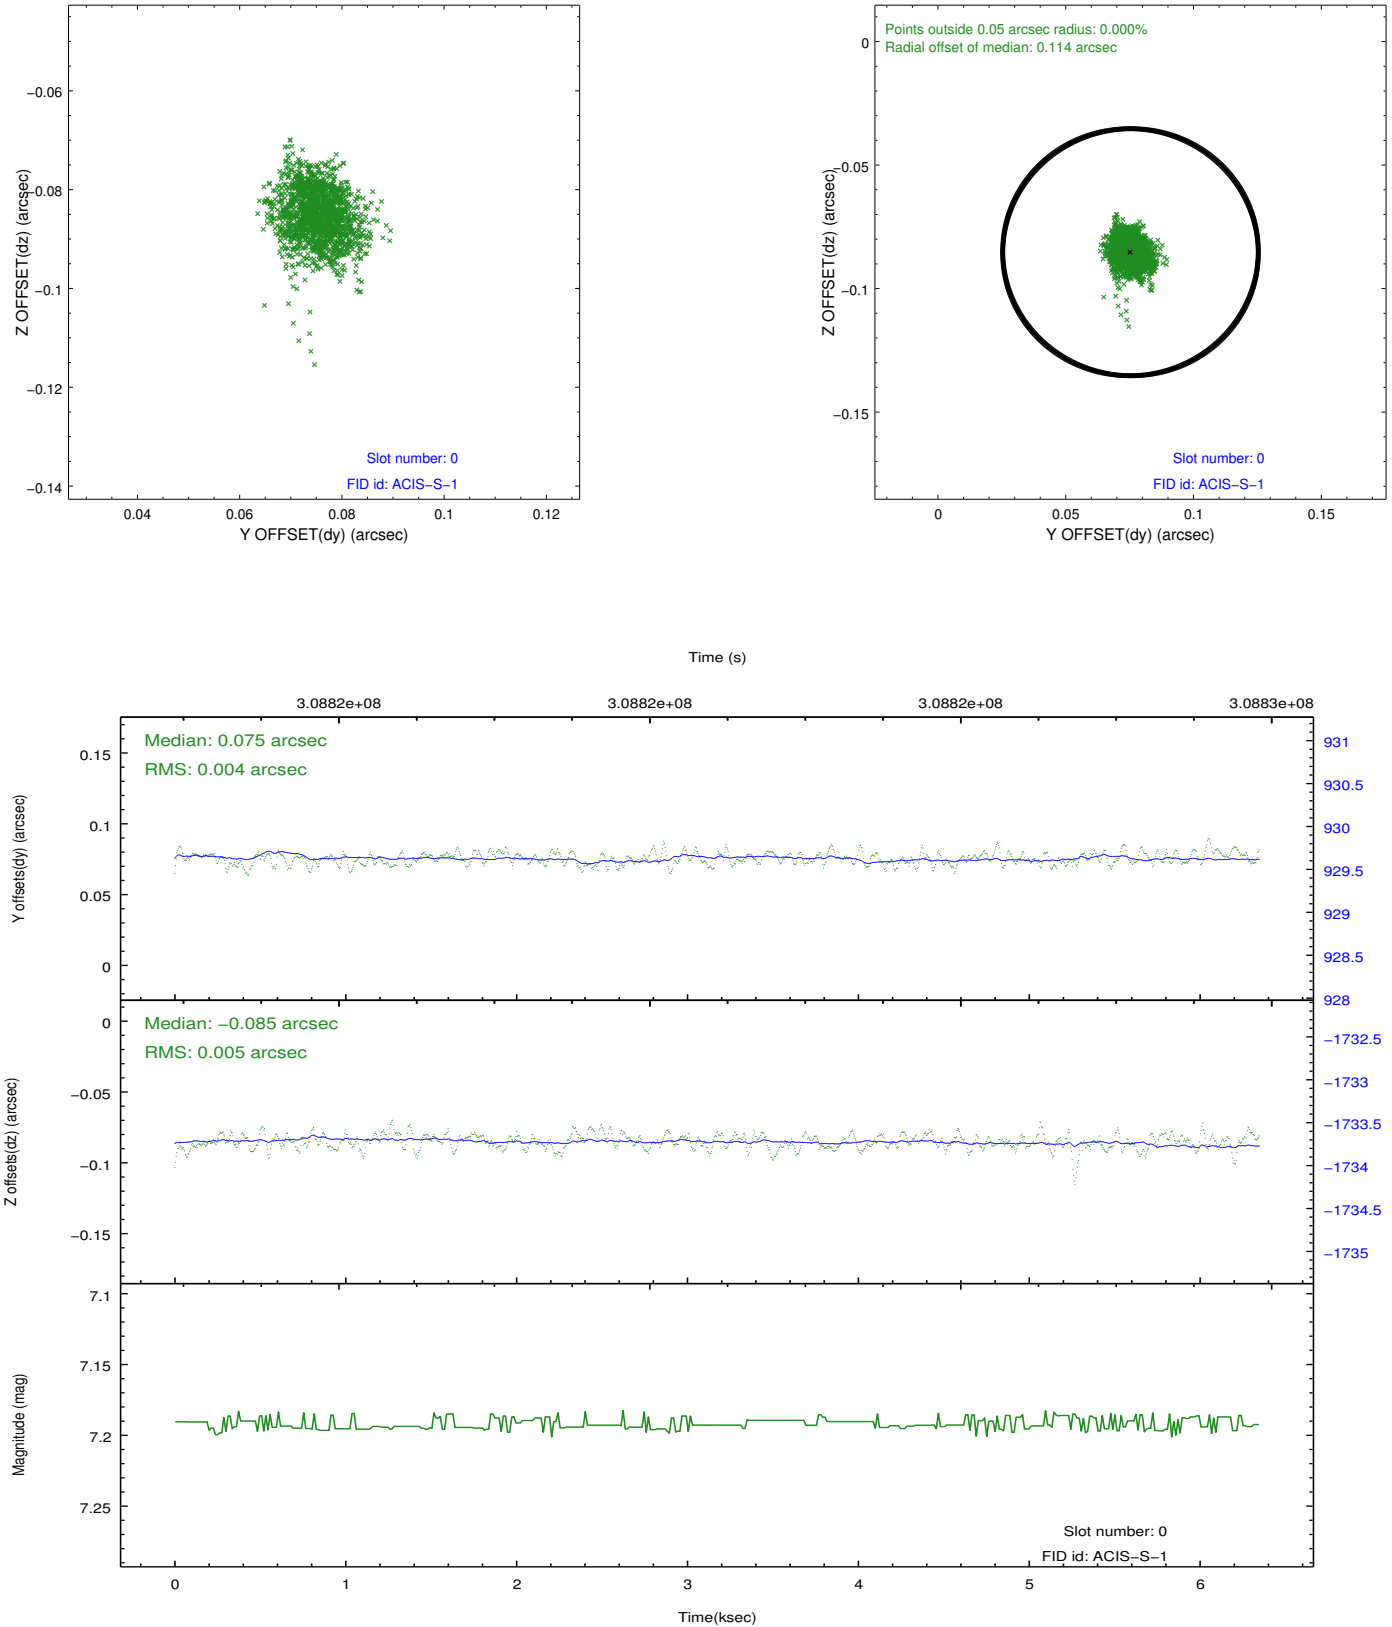 −0.06
−0.08
−0.1
−0.12
−0.14
Z OFFSET(dz) (arcsec)
Slot number: 0
FID id: ACIS−S−1
0.04 0.06 0.08 0.1 0.12
Y OFFSET(dy) (arcsec)
Points outside 0.05 arcsec radius: 0.000%
Radial offset of median: 0.114 arcsec
0
−0.05
−0.1
−0.15
Z OFFSET(dz) (arcsec)
Slot number: 0
FID id: ACIS−S−1
0 0.05 0.1 0.15
Y OFFSET(dy) (arcsec)
Time (s)
3.0882e+08 3.0882e+08 3.0882e+08 3.0883e+08
Median: 0.075 arcsec
RMS: 0.004 arcsec
0.15
0.1
0.05
0
Y offsets(dy) (arcsec)
931
930.5
930
929.5
929
928.5
928
Median: −0.085 arcsec
RMS: 0.005 arcsec
0
−0.05
−0.1
−0.15
Z offsets(dz) (arcsec)
−1732.5
−1733
−1733.5
−1734
−1734.5
−1735
7.1
7.15
7.2
7.25
Magnitude (mag)
Slot number: 0
FID id: ACIS−S−1
0 1 2 3 4 5 6
Time(ksec)